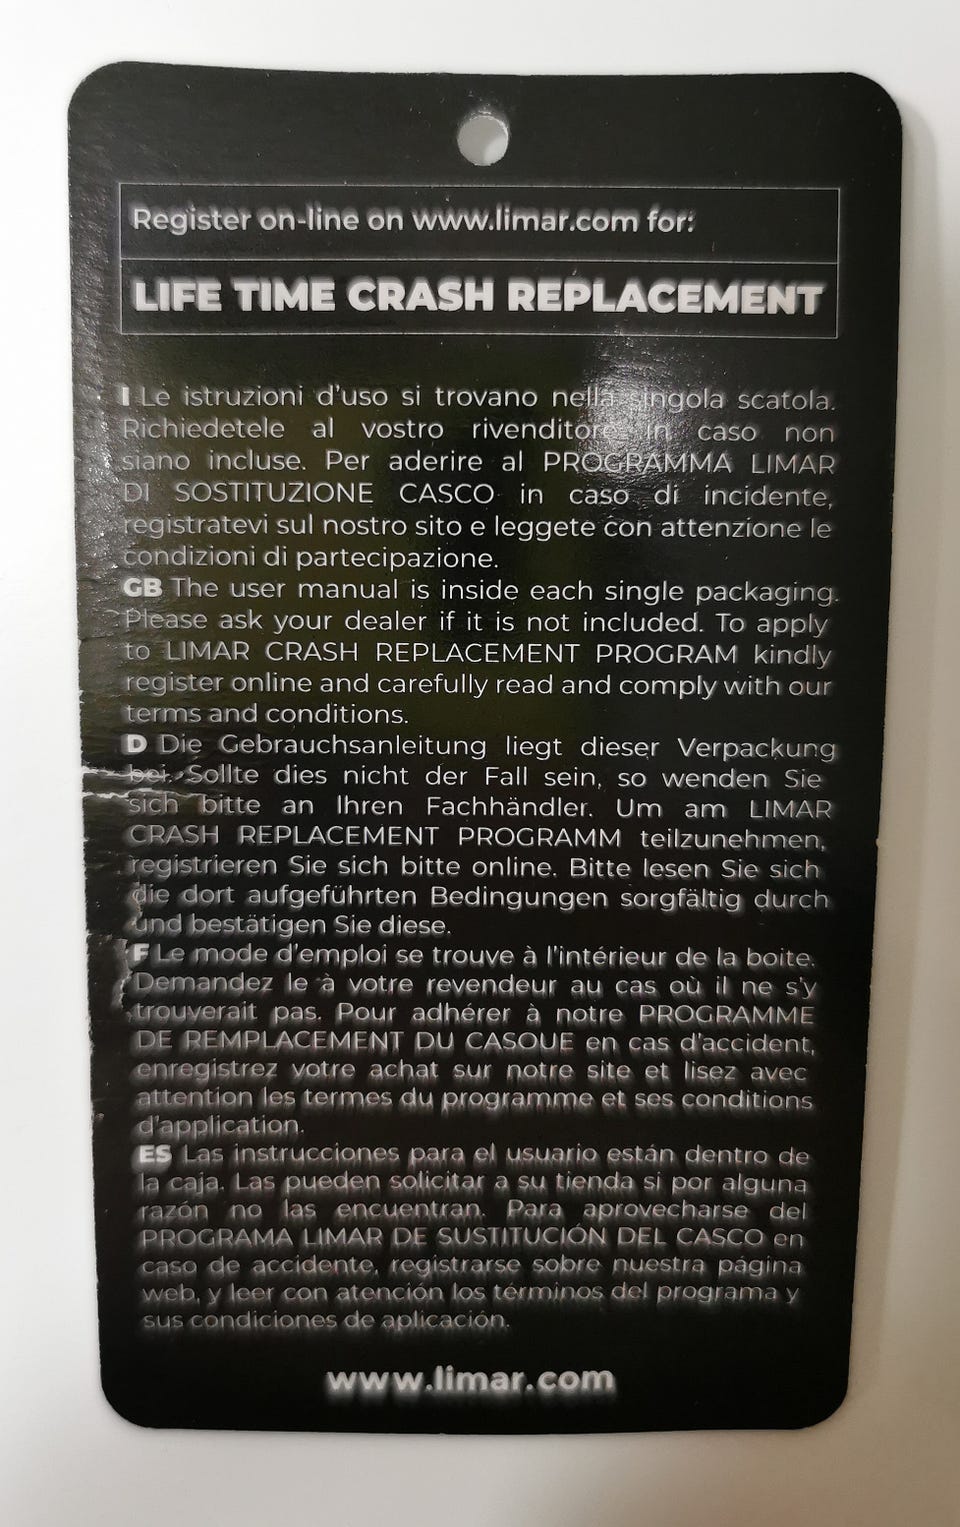 Register on-line on www.limar.com for:
LIFE TIME CRASH REPLACEMENT
I Le istruzioni d'uso si trovano nella singola scatola.
Richiedetele al vostro rivenditore in caso non
siano incluse. Per aderire al PROGRAMMA LIMAR
DI SOSTITUZIONE CASCO in caso di incidente,
registratevi sul nostro sito e leggete con attenzione le
condizioni di partecipazione.
GB The user manual is inside each single packaging.
Please ask your dealer if it is not included. To apply
to LIMAR CRASH REPLACEMENT PROGRAM kindly
register online and carefully read and comply with our
terms and conditions.
D Die Gebrauchsanleitung liegt dieser Verpackung
bei. Sollte dies nicht der Fall sein, so wenden Sie
sich bitte an Ihren Fachhändler. Um am LIMAR
CRASH REPLACEMENT PROGRAMM teilzunehmen,
registrieren Sie sich bitte online. Bitte lesen Sie sich
die dort aufgeführten Bedingungen sorgfältig durch
und bestätigen Sie diese.
F Le mode d'emploi se trouve à l'intérieur de la boite.
Demandez le à votre revendeur au cas où il ne s'y
trouverait pas. Pour adhérer à notre PROGRAMME
DE REMPLACEMENT DU CASQUE en cas d'accident,
enregistrez votre achat sur notre site et lisez avec
attention les termes du programme et ses conditions
d'application.
ES Las instrucciones para el usuario están dentro de
la caja. Las pueden solicitar a su tienda si por alguna
razón no las encuentran. Para aprovecharse del
PROGRAMA LIMAR DE SUSTITUCIÓN DEL CASCO en
caso de accidente, registrarse sobre nuestra página
web, y leer con atención los términos del programa y
sus condiciones de aplicación.
www.limar.com